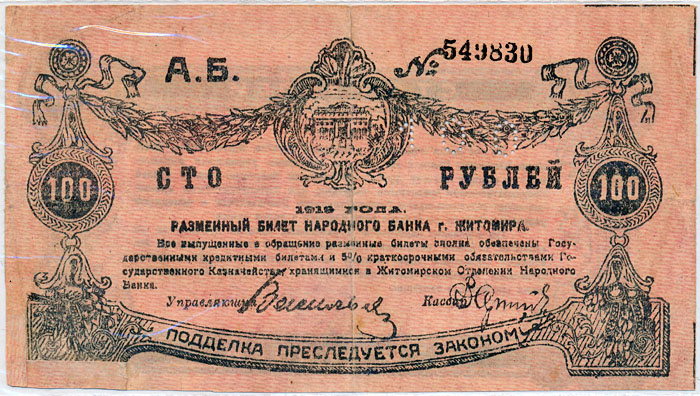 А.Б. № 549830
100 СТО РУБЛЕЙ 100
1919 ГОДА.
РАЗМЕННЫЙ БИЛЕТ НАРОДНОГО БАНКА г. ЖИТОМИРА.
Все выпущенные в обращение разменные билеты вполне обеспечены Госу-
дарственными кредитными билетами и 5% краткосрочными обязательствами Го-
сударственного Казначейства хранящимися в Житомирском Отделении Народного
Банка.
Управляющий Кассир
ПОДДЕЛКА ПРЕСЛЕДУЕТСЯ ЗАКОНОМ